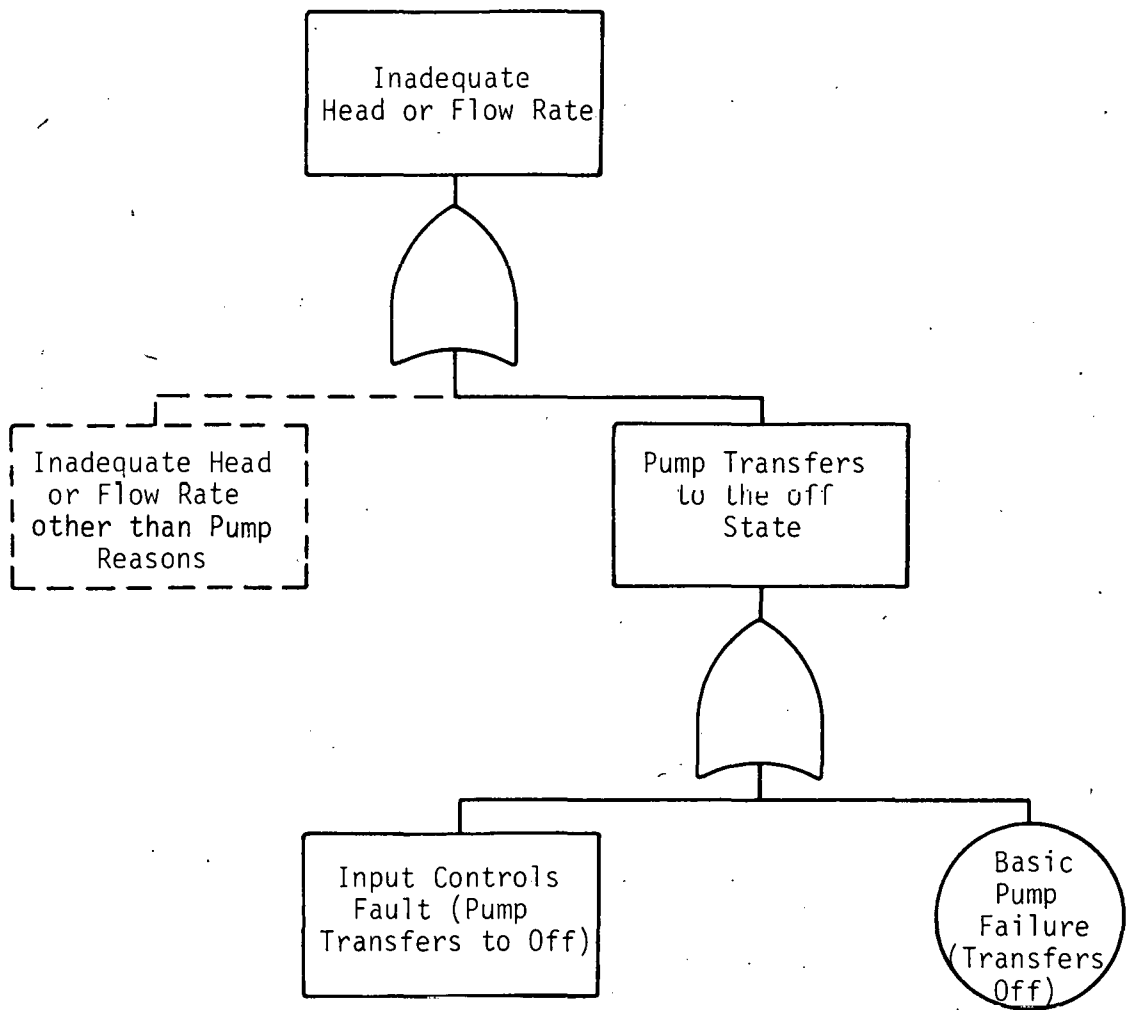 Inadequate
Head or Flow Rate
Inadequate Head
or Flow Rate
other than Pump
Reasons
Pump Transfers
to the off
State
Input Controls
Fault (Pump
Transfers to Off)
Basic
Pump
Failure
(Transfers
Off)